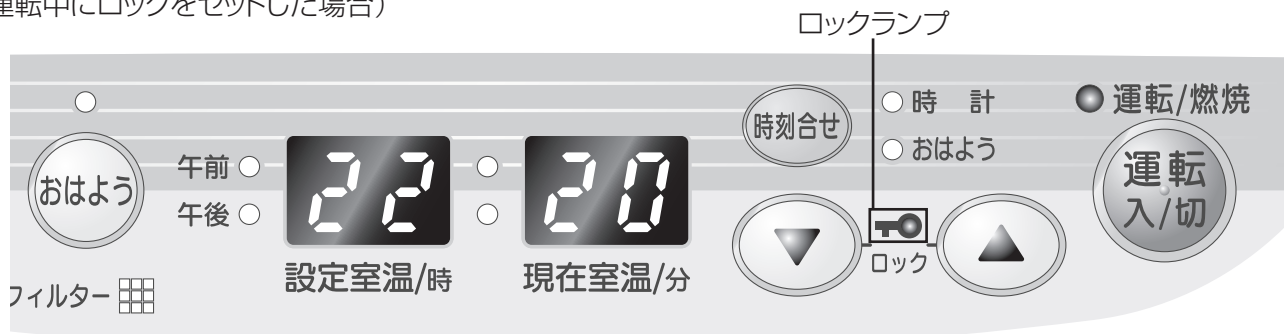 運転中にロックをセットした場合)
ロックランプ
おはよう
午前
午後
22
設定室温/時
20
現在室温/分
時刻合せ
時 計
おはよう
運転/燃焼
運転
入/切
ロック
フィルター